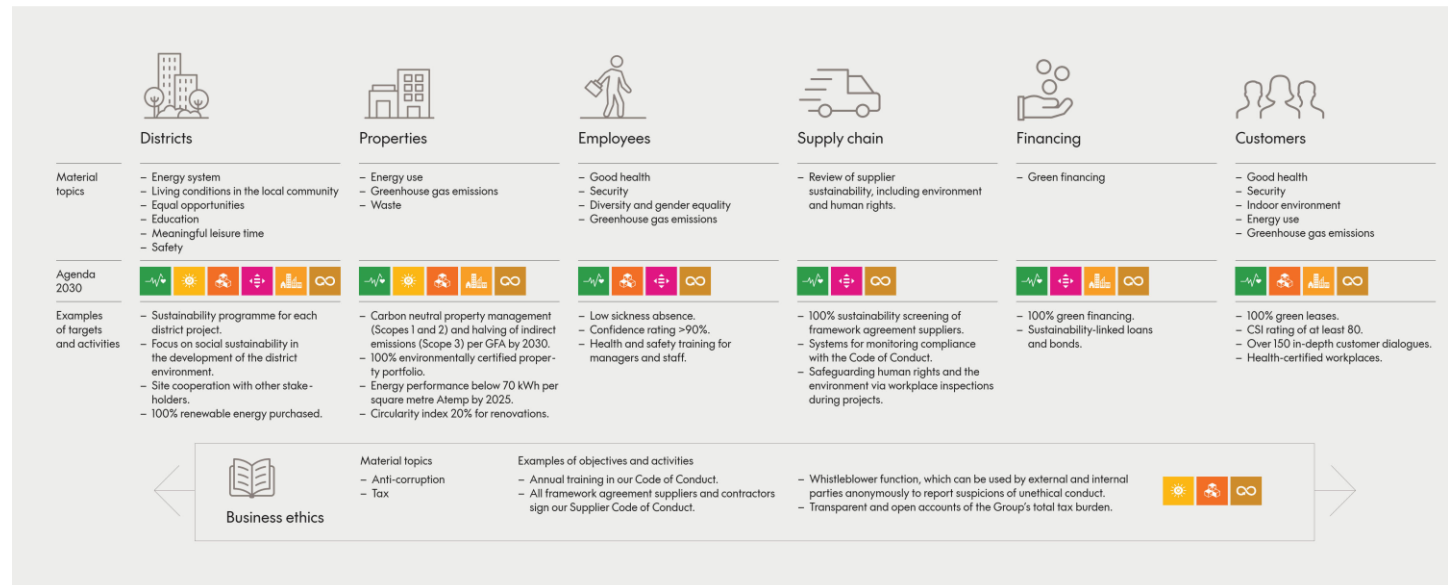 Districts
Properties
Employees
Supply chain
Financing
Customers
Material
topics
– Energy system
– Living conditions in the local community
– Equal opportunities
– Education
– Meaningful leisure time
– Safety
– Energy use
– Greenhouse gas emissions
– Waste
– Good health
– Security
– Diversity and gender equality
– Greenhouse gas emissions
– Review of supplier
sustainability, including environment
and human rights.
– Green financing
– Good health
– Security
– Indoor environment
– Energy use
– Greenhouse gas emissions
Agenda
2030
Examples
of targets
and activities
– Sustainability programme for each
district project.
– Focus on social sustainability in
the development of the district
environment.
– Site cooperation with other stake-
holders.
– 100% renewable energy purchased.
– Carbon neutral property management
(Scopes 1 and 2) and halving of indirect
emissions (Scope 3) per GFA by 2030.
– 100% environmentally certified proper-
ty portfolio.
– Energy performance below 70 kWh per
square metre Atemp by 2025.
– Circularity index 20% for renovations.
– Low sickness absence.
– Confidence rating >90%.
– Health and safety training for
managers and staff.
– 100% sustainability screening of
framework agreement suppliers.
– Systems for monitoring compliance
with the Code of Conduct.
– Safeguarding human rights and the
environment via workplace inspections
during projects.
– 100% green financing.
– Sustainability-linked loans
and bonds.
– 100% green leases.
– CSI rating of at least 80.
– Over 150 in-depth customer dialogues.
– Health-certified workplaces.
Business ethics
Material topics
– Anti-corruption
– Tax
Examples of objectives and activities
– Annual training in our Code of Conduct.
– All framework agreement suppliers and contractors
sign our Supplier Code of Conduct.
– Whistleblower function, which can be used by external and internal
parties anonymously to report suspicions of unethical conduct.
– Transparent and open accounts of the Group's total tax burden.